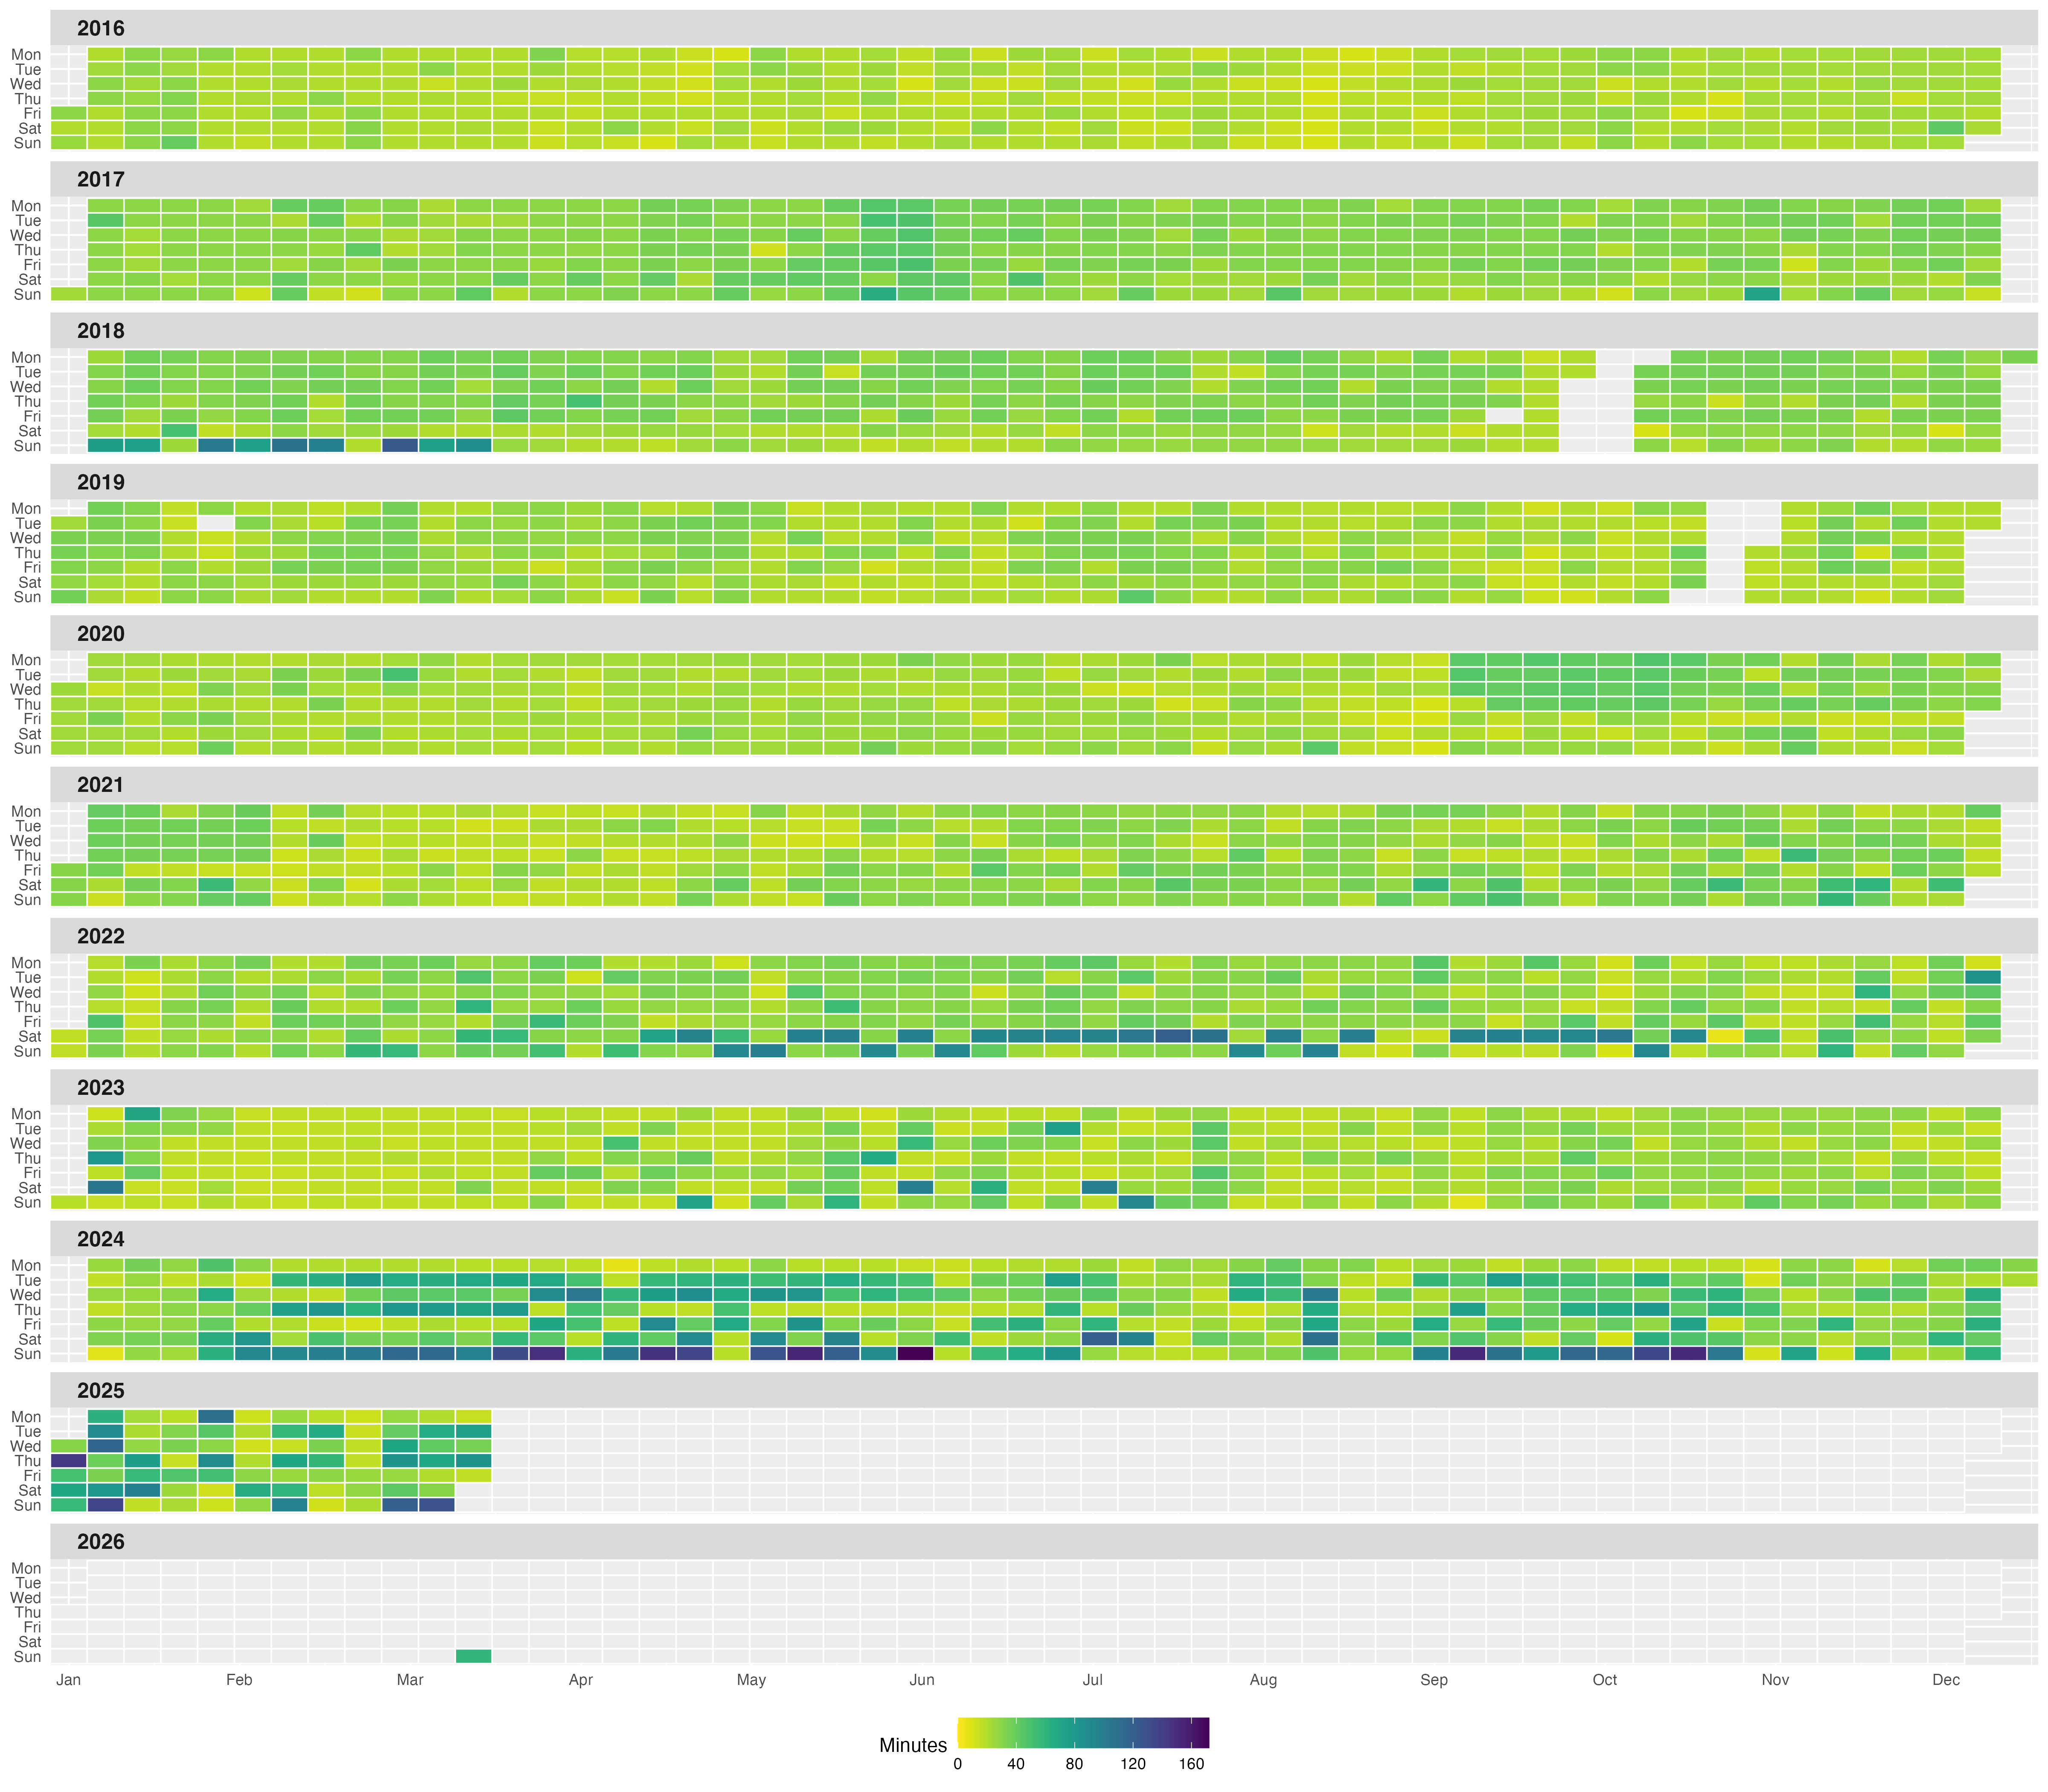 2016
Mon
Tue
Wed
Thu
Fri
Sat
Sun
2017
Mon
Tue
Wed
Thu
Fri
Sat
Sun
2018
Mon
Tue
Wed
Thu
Fri
Sat
Sun
2019
Mon
Tue
Wed
Thu
Fri
Sat
Sun
2020
Mon
Tue
Wed
Thu
Fri
Sat
Sun
2021
Mon
Tue
Wed
Thu
Fri
Sat
Sun
2022
Mon
Tue
Wed
Thu
Fri
Sat
Sun
2023
Mon
Tue
Wed
Thu
Fri
Sat
Sun
2024
Mon
Tue
Wed
Thu
Fri
Sat
Sun
2025
Mon
Tue
Wed
Thu
Fri
Sat
Sun
2026
Mon
Tue
Wed
Thu
Fri
Sat
Sun
Jan Feb Mar Apr May Jun Jul Aug Sep Oct Nov Dec
Minutes
0 40 80 120 160